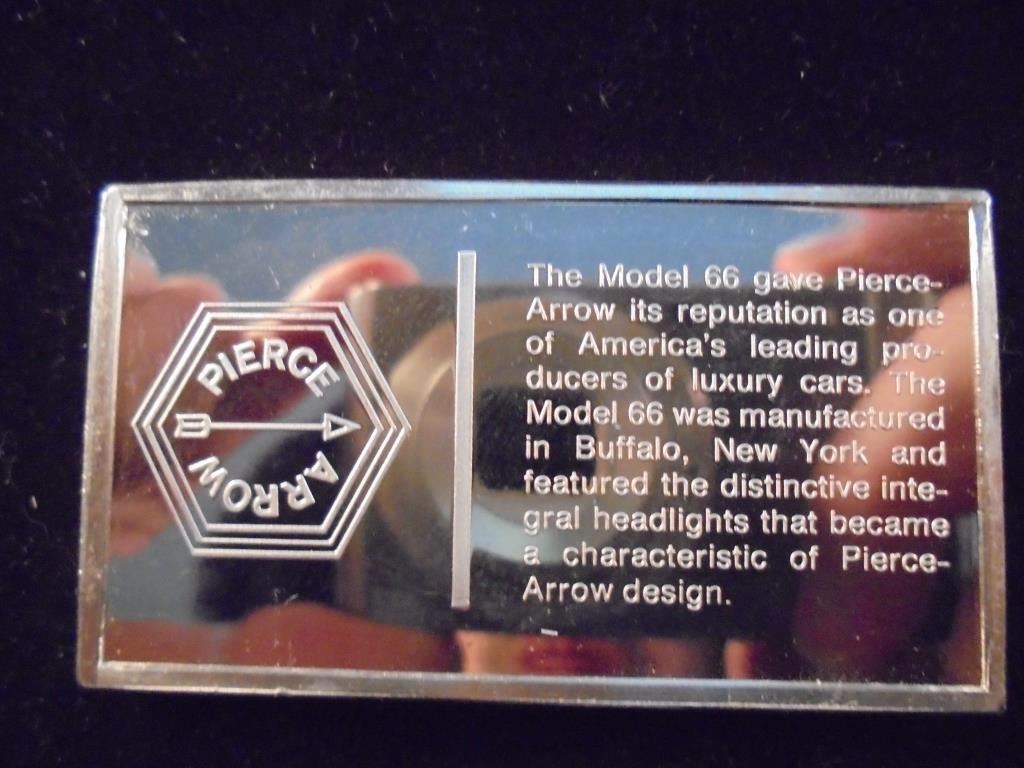 PIERCE
ARROW
The Model 66 gave Pierce-
Arrow its reputation as one
of America's leading pro-
ducers of luxury cars. The
Model 66 was manufactured
in Buffalo, New York and
featured the distinctive inte-
gral headlights that became
a characteristic of Pierce-
Arrow design.